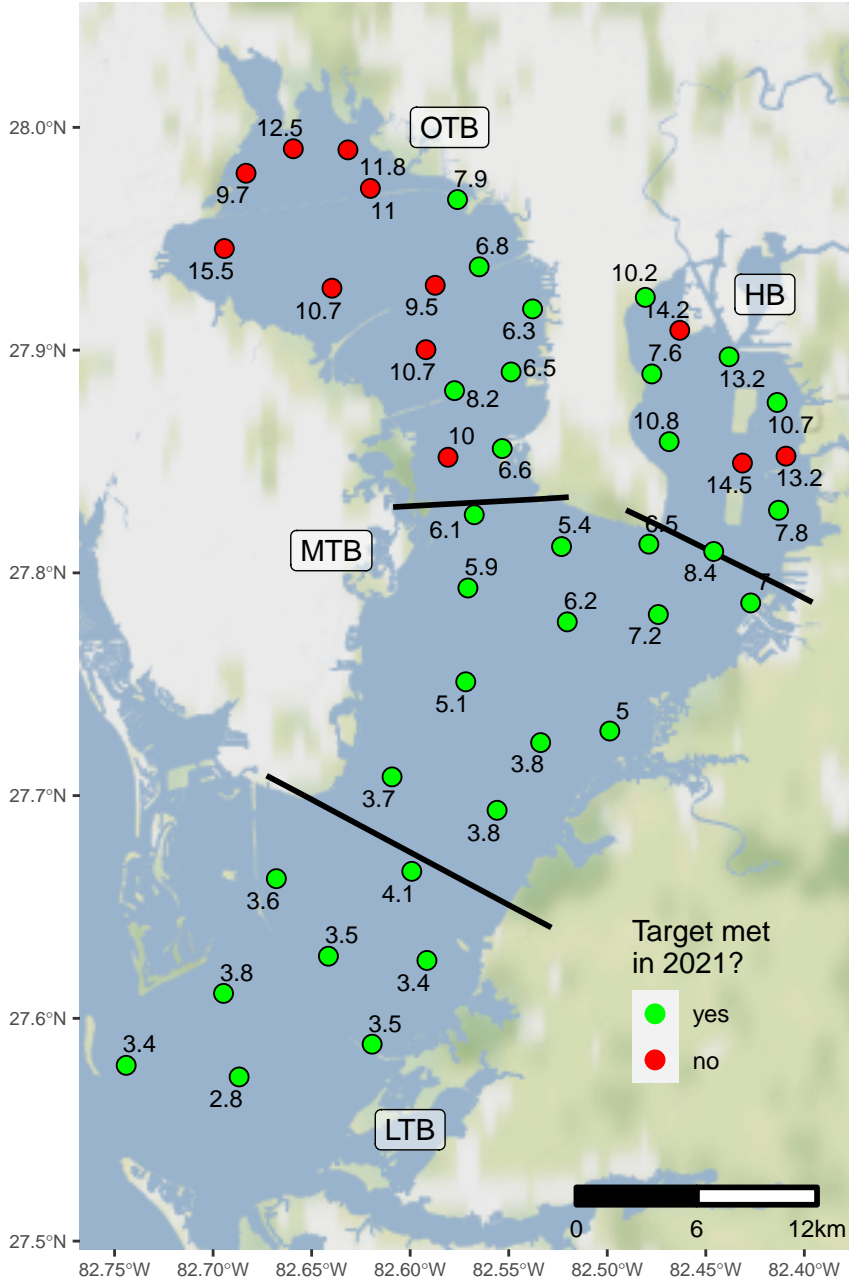 28.0°N
27.9°N
27.8°N
27.7°N
27.6°N
27.5°N
82.75°W
82.70°W
82.65°W
82.60°W
82.55°W
82.50°W
82.45°W
82.40°W
OTB
12.5
11.8
9.7
11
7.9
15.5
6.8
10.7
9.5
6.3
10.7
6.5
8.2
10
6.6
HB
10.2
14.2
7.6
13.2
10.7
10.8
14.5
13.2
7.8
MTB
6.1
5.4
6.5
8.4
7
5.9
6.2
7.2
5.1
5
3.8
3.7
3.8
4.1
3.6
3.5
3.4
3.8
3.5
3.4
2.8
LTB
Target met
in 2021?
yes
no
0 6 12km